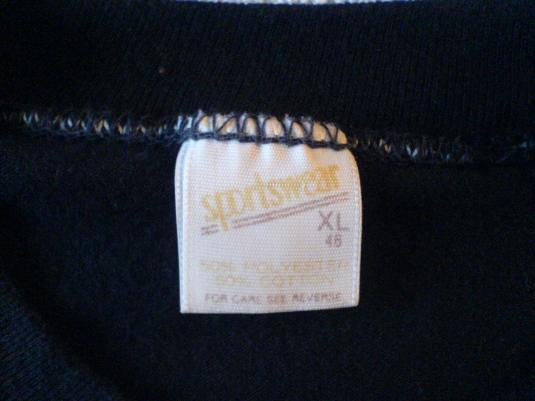 sportswear
XL
46
50% POLYESTER
50% COTTON
FOR CARE SEE REVERSE